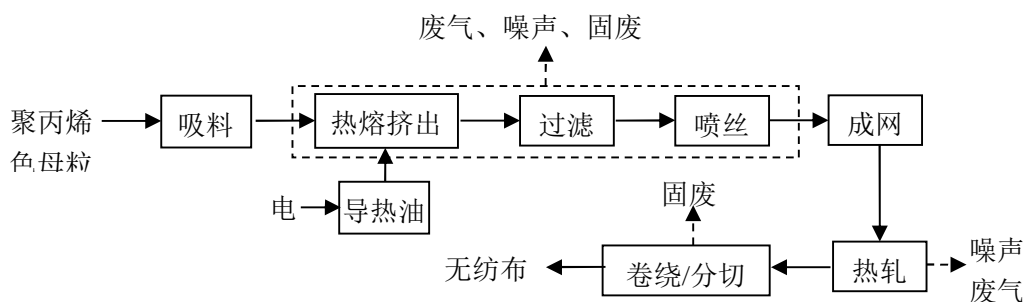 废气、噪声、固废
聚丙烯
色母粒
吸料
热熔挤出
过滤
喷丝
成网
电
导热油
固废
无纺布
卷绕/分切
热轧
噪声
废气